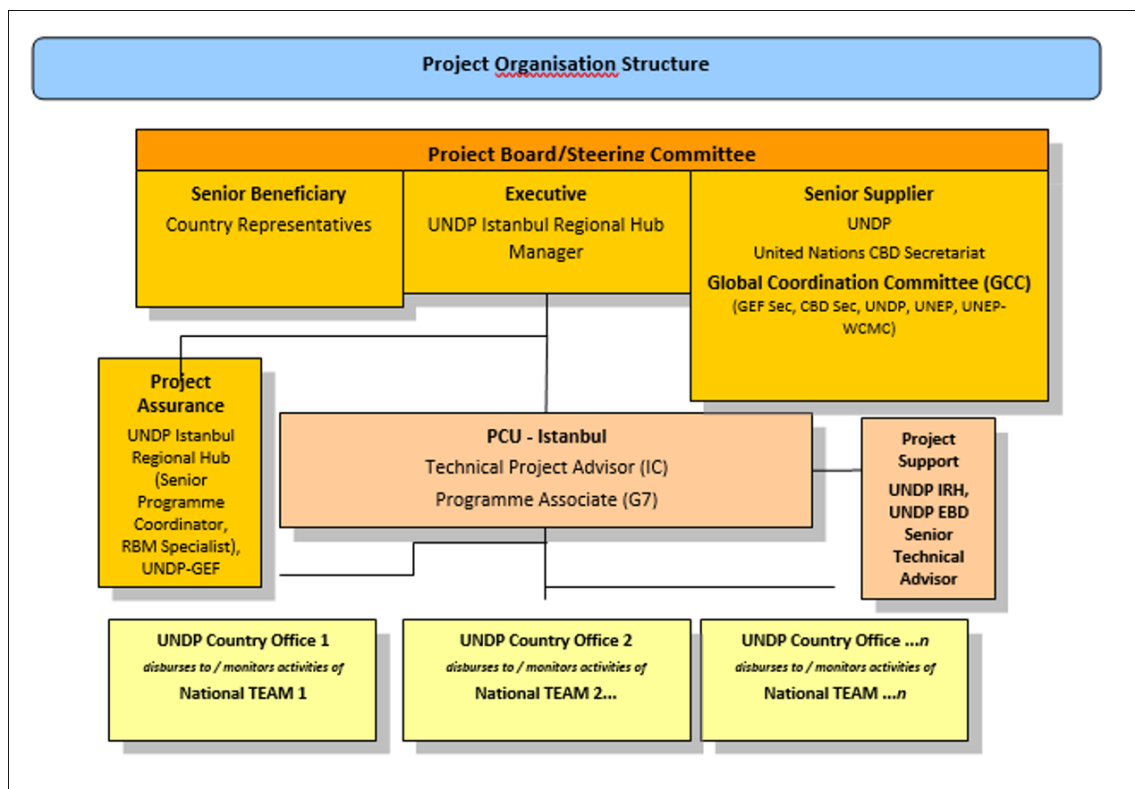 Project Organisation Structure
Project Board/Steering Committee
Senior Beneficiary
Country Representatives
Executive
UNDP Istanbul Regional Hub
Manager
Senior Supplier
UNDP
United Nations CBD Secretariat
Global Coordination Committee (GCC)
(GEF Sec, CBD Sec, UNDP, UNEP, UNEP-
WCMC)
Project
Assurance
UNDP Istanbul
Regional Hub
(Senior
Programme
Coordinator,
RBM Specialist),
UNDP-GEF
PCU - Istanbul
Technical Project Advisor (IC)
Programme Associate (G7)
Project
Support
UNDP IRH,
UNDP EBD
Senior
Technical
Advisor
UNDP Country Office 1
disburses to / monitors activities of
National TEAM 1
UNDP Country Office 2
disburses to / monitors activities of
National TEAM 2...
UNDP Country Office ...n
disburses to / monitors activities of
National TEAM ...n